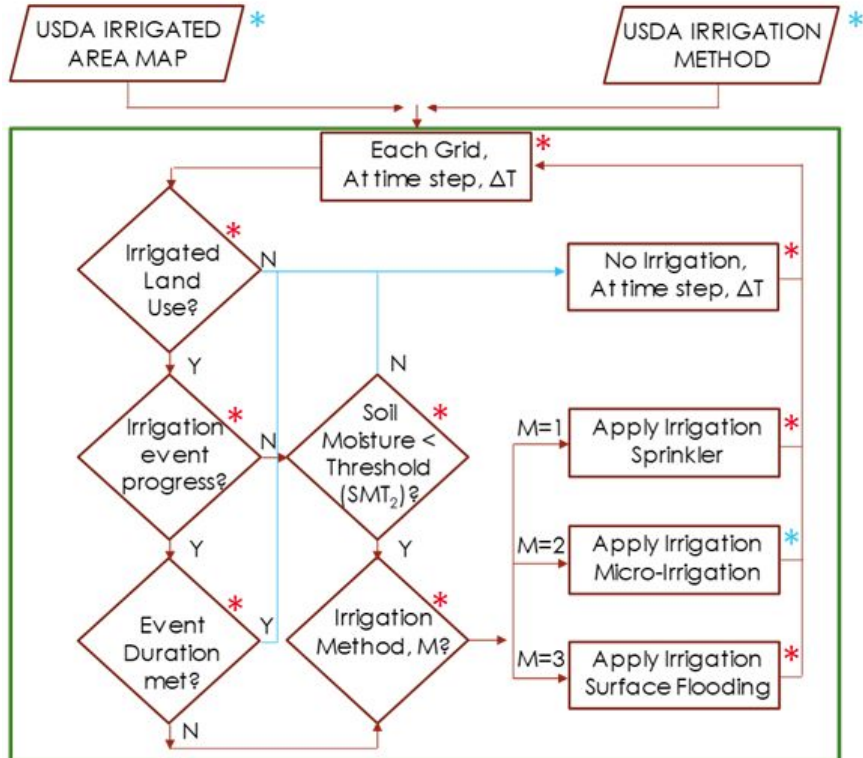 USDA IRRIGATED
AREA MAP
*
USDA IRRIGATION
METHOD
*
Each Grid,
At time step, ΔT
*
Irrigated
Land
Use?
*
N
No Irrigation,
At time step, ΔT
*
Y
N
Irrigation
event
progress?
*
N
Soil
Moisture <
Threshold
(SMT₂)?
*
M=1
Apply Irrigation
Sprinkler
*
M=2
Apply Irrigation
Micro-Irrigation
*
Y
Y
Event
Duration
met?
*
Y
Irrigation
Method, M?
*
M=3
Apply Irrigation
Surface Flooding
*
N